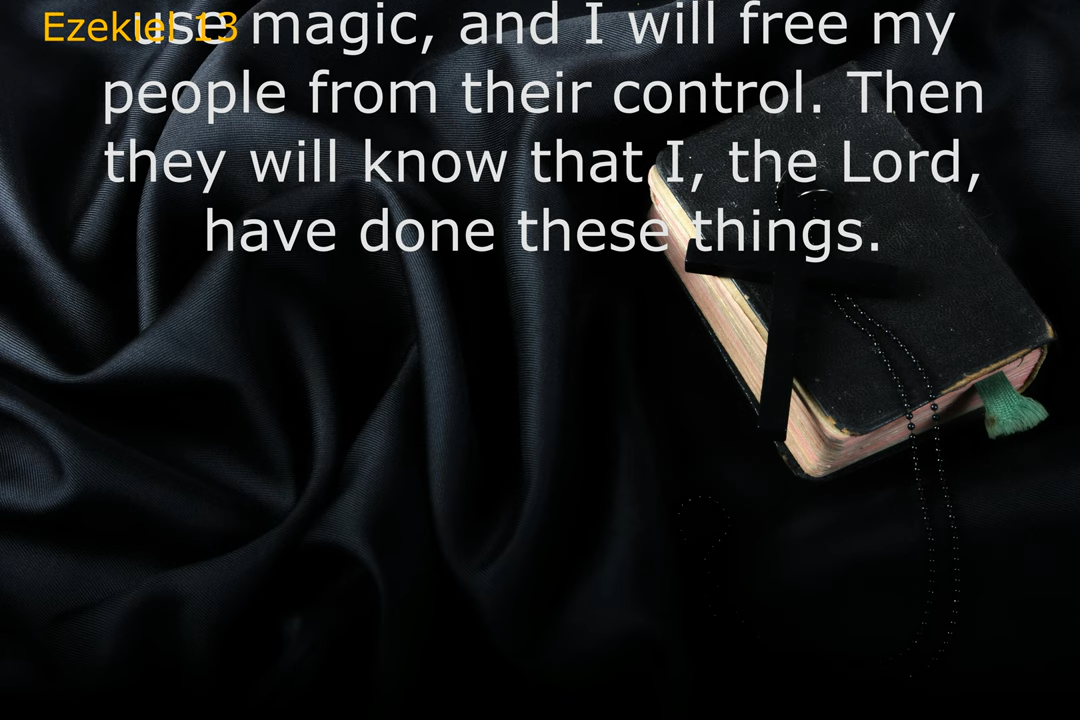 Ezekiel 13
use magic, and I will free my
people from their control. Then
they will know that I, the Lord,
have done these things.